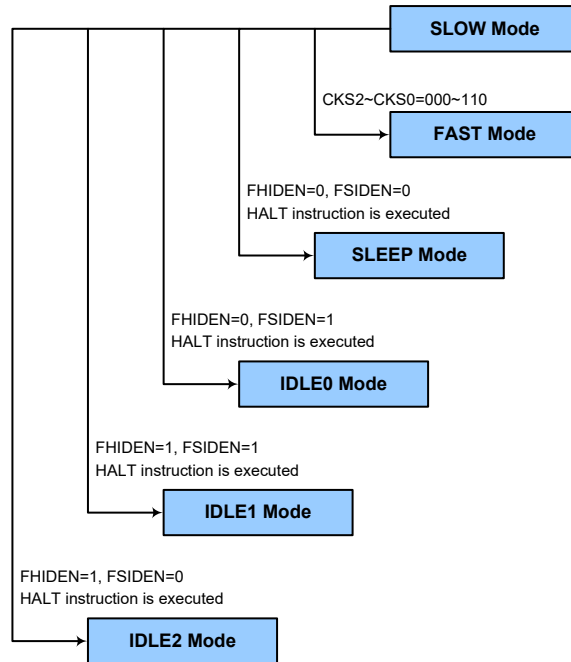 SLOW Mode
CKS2~CKS0=000~110
FAST Mode
FHIDEN=0, FSIDEN=0
HALT instruction is executed
SLEEP Mode
FHIDEN=0, FSIDEN=1
HALT instruction is executed
IDLE0 Mode
FHIDEN=1, FSIDEN=1
HALT instruction is executed
IDLE1 Mode
FHIDEN=1, FSIDEN=0
HALT instruction is executed
IDLE2 Mode